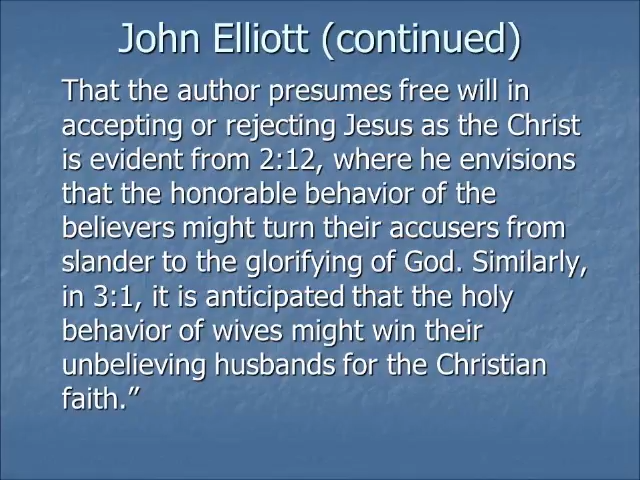 John Elliott (continued)
That the author presumes free will in
accepting or rejecting Jesus as the Christ
is evident from 2:12, where he envisions
that the honorable behavior of the
believers might turn their accusers from
slander to the glorifying of God. Similarly,
in 3:1, it is anticipated that the holy
behavior of wives might win their
unbelieving husbands for the Christian
faith.”